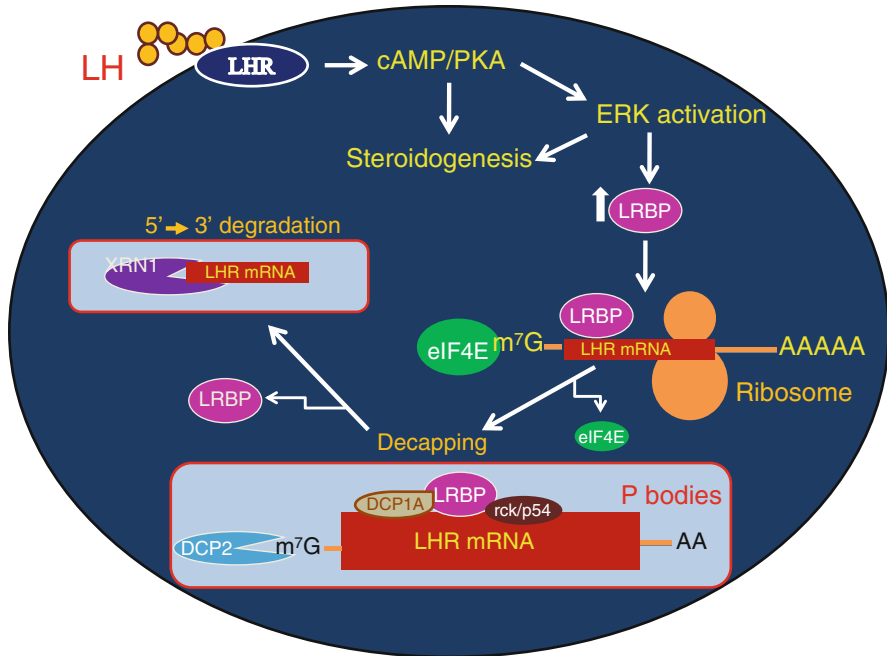 LH
LHR
cAMP/PKA
ERK activation
Steroidogenesis
LRBP
5' 3' degradation
XRN1
LHR mRNA
LRBP
eIF4E
m⁷G
LHR mRNA
AAAAA
Ribosome
LRBP
Decapping
eIF4E
P bodies
DCP1A
LRBP
rck/p54
DCP2
m⁷G
LHR mRNA
AA